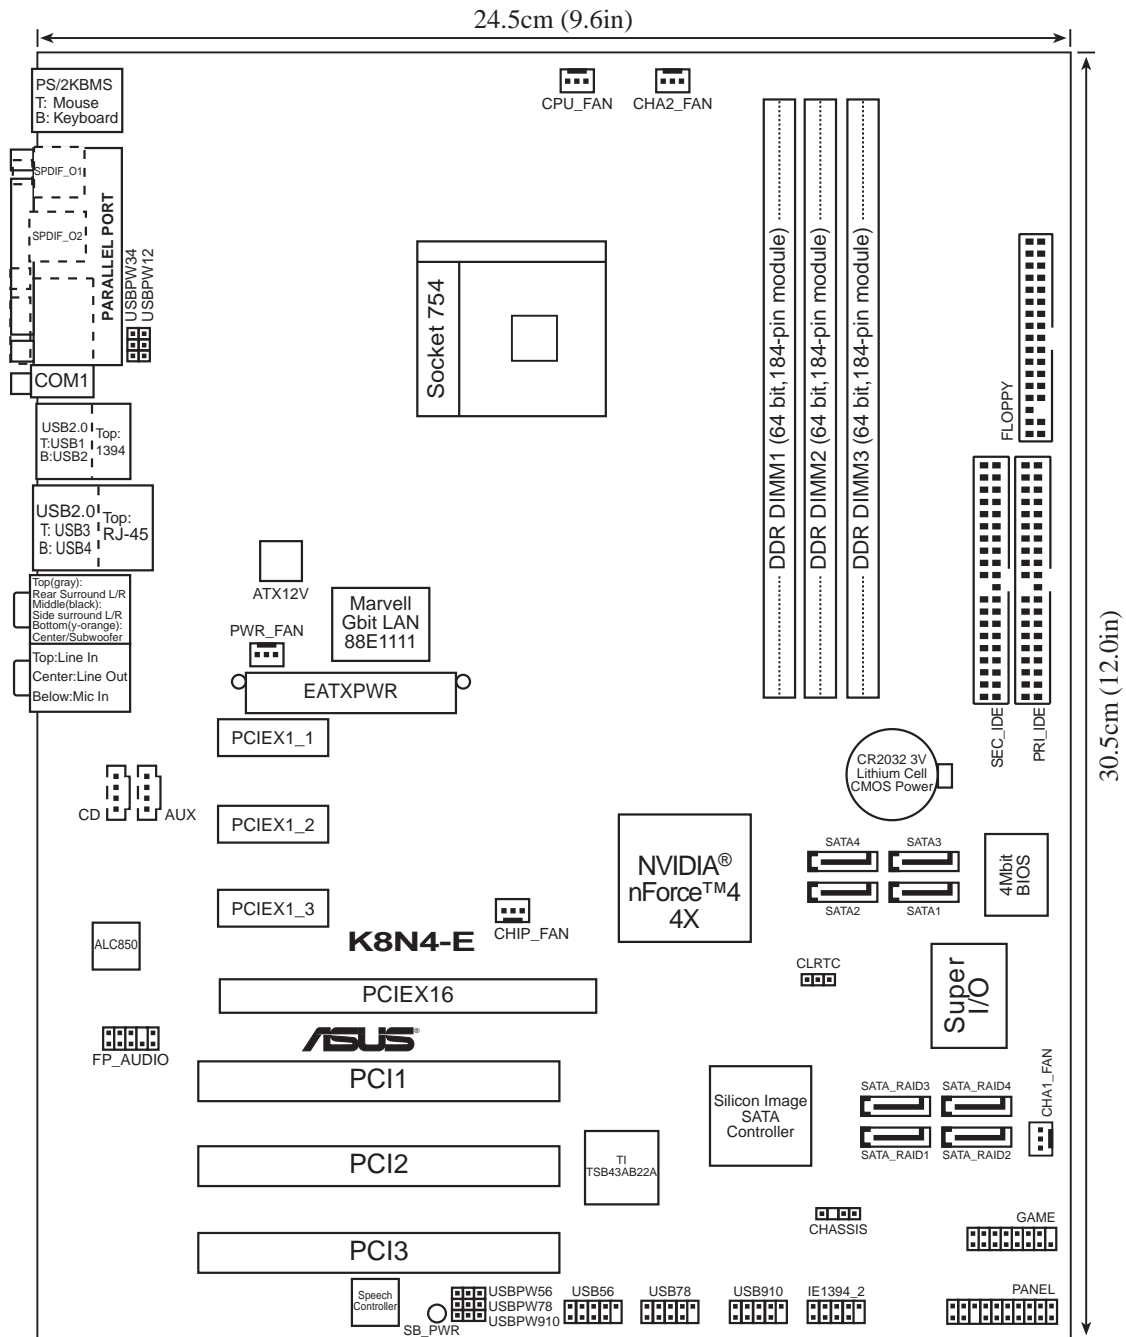 24.5cm (9.6in)
PS/2KBMS
T: Mouse
B: Keyboard
CPU_FAN
CHA2_FAN
SPDIF_O1
SPDIF_O2
PARALLEL PORT
USBPW34
USBPW12
COM1
Socket 754
DDR DIMM1 (64 bit,184-pin module)
DDR DIMM2 (64 bit,184-pin module)
DDR DIMM3 (64 bit,184-pin module)
FLOPPY
USB2.0
T:USB1
B:USB2
Top:
1394
USB2.0
T: USB3
B: USB4
Top:
RJ-45
Top(gray):
Rear Surround L/R
Middle(black):
Side surround L/R
Bottom(y-orange):
Center/Subwoofer
Top:Line In
Center:Line Out
Below:Mic In
ATX12V
Marvell
Gbit LAN
88E1111
PWR_FAN
EATXPWR
SEC_IDE
PRI_IDE
30.5cm (12.0in)
PCIEX1_1
CR2032 3V
Lithium Cell
CMOS Power
CD
AUX
PCIEX1_2
NVIDIA®
nForce™4
4X
SATA4
SATA3
SATA2
SATA1
4Mbit
BIOS
PCIEX1_3
CHIP_FAN
ALC850
K8N4-E
CLRTC
Super
I/O
PCIEX16
ASUS®
FP_AUDIO
PCI1
Silicon Image
SATA
Controller
SATA_RAID3
SATA_RAID4
SATA_RAID1
SATA_RAID2
CHA1_FAN
PCI2
TI
TSB43AB22A
CHASSIS
GAME
PCI3
Speech
Controller
SB_PWR
USBPW56
USBPW78
USBPW910
USB56
USB78
USB910
IE1394_2
PANEL